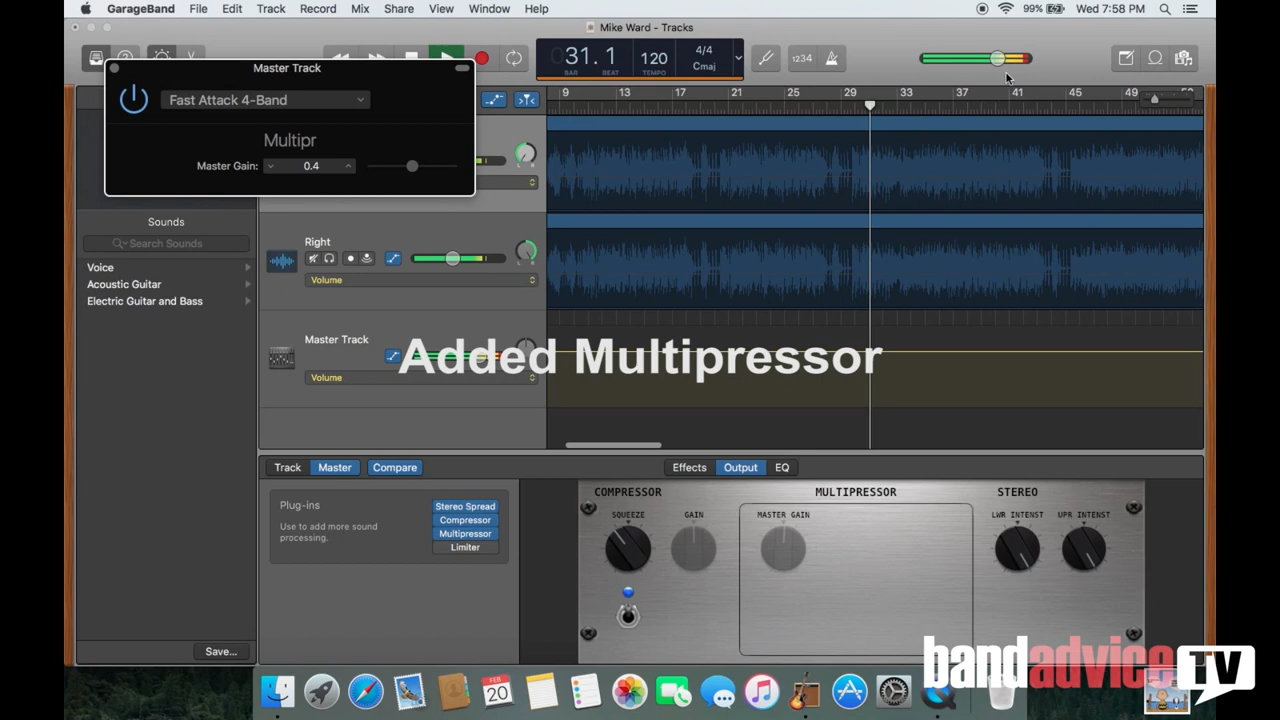 GarageBand File Edit Track Record Mix Share View Window Help
99% Wed 7:58 PM
Mike Ward - Tracks
31.1
BAR BEAT
120
TEMPO
4/4
Cmaj
1234
Master Track
Fast Attack 4-Band
Multipr
Master Gain: 0.4
9 13 17 21 25 29 33 37 41 45 49
Sounds
Search Sounds
Voice
Acoustic Guitar
Electric Guitar and Bass
Right
Volume
Master Track
Volume
Added Multipressor
Track Master Compare
Effects Output EQ
Plug-ins
Use to add more sound
processing.
Stereo Spread
Compressor
Multipressor
Limiter
COMPRESSOR MULTIPRESSOR STEREO
SQUEEZE GAIN MASTER GAIN LWR INTENST UPR INTENST
Save...
FEB
20
bandadviceTV